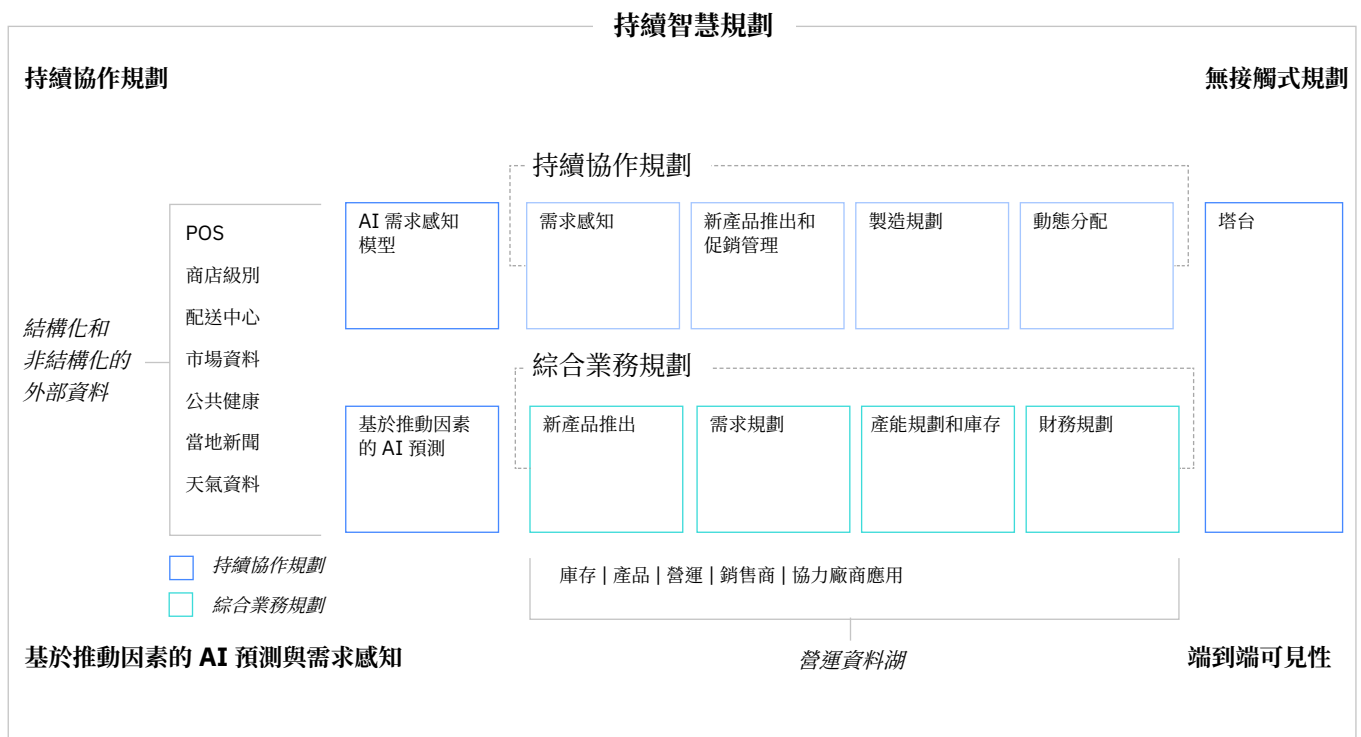 持續智慧規劃
持續協作規劃
無接觸式規劃
持續協作規劃
POS
商店級別
配送中心
市場資料
公共健康
當地新聞
天氣資料
結構化和
非結構化的
外部資料
AI 需求感知
模型
需求感知
新產品推出和
促銷管理
製造規劃
動態分配
塔台
綜合業務規劃
基於推動因素
的 AI 預測
新產品推出
需求規劃
產能規劃和庫存
財務規劃
持續協作規劃
綜合業務規劃
庫存 | 產品 | 營運 | 銷售商 | 協力廠商應用
營運資料湖
基於推動因素的 AI 預測與需求感知
端到端可見性